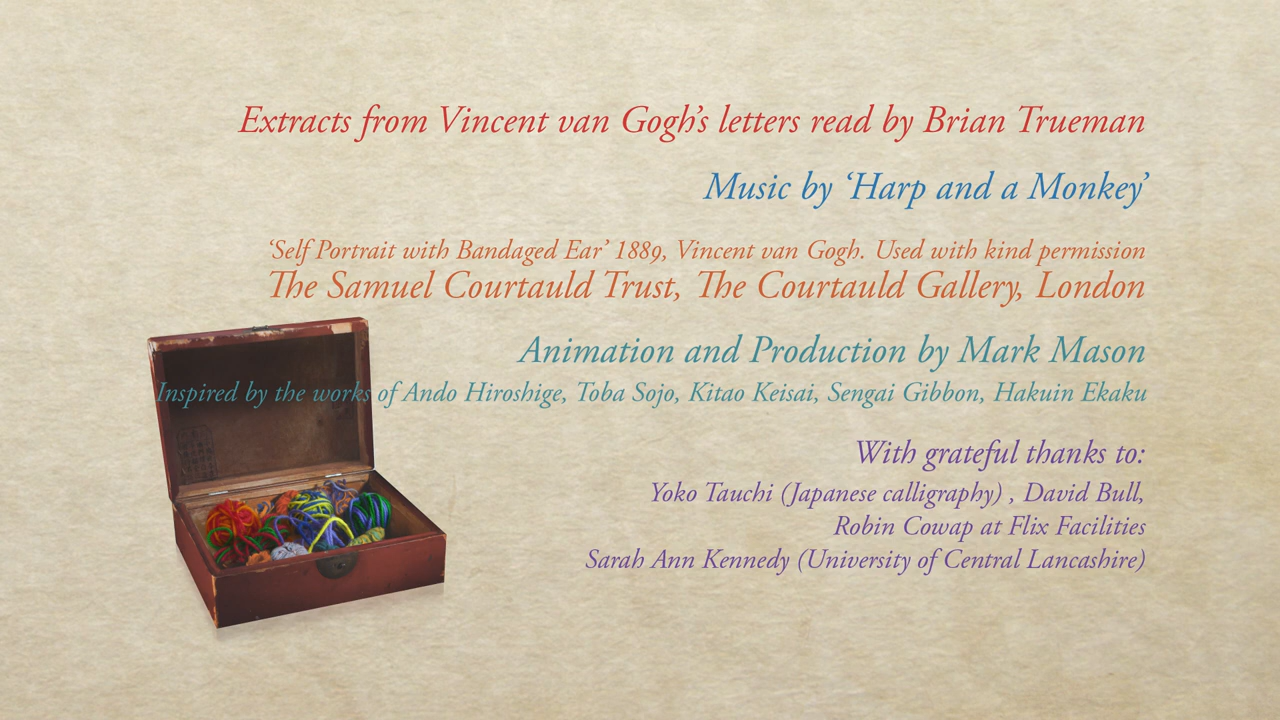 Extracts from Vincent van Gogh’s letters read by Brian Trueman
Music by ‘Harp and a Monkey’
‘Self Portrait with Bandaged Ear’ 1889, Vincent van Gogh. Used with kind permission
The Samuel Courtauld Trust, The Courtauld Gallery, London
Animation and Production by Mark Mason
Inspired by the works of Ando Hiroshige, Toba Sojo, Kitao Keisai, Sengai Gibbon, Hakuin Ekaku
With grateful thanks to:
Yoko Tauchi (Japanese calligraphy) , David Bull,
Robin Cowap at Flix Facilities
Sarah Ann Kennedy (University of Central Lancashire)